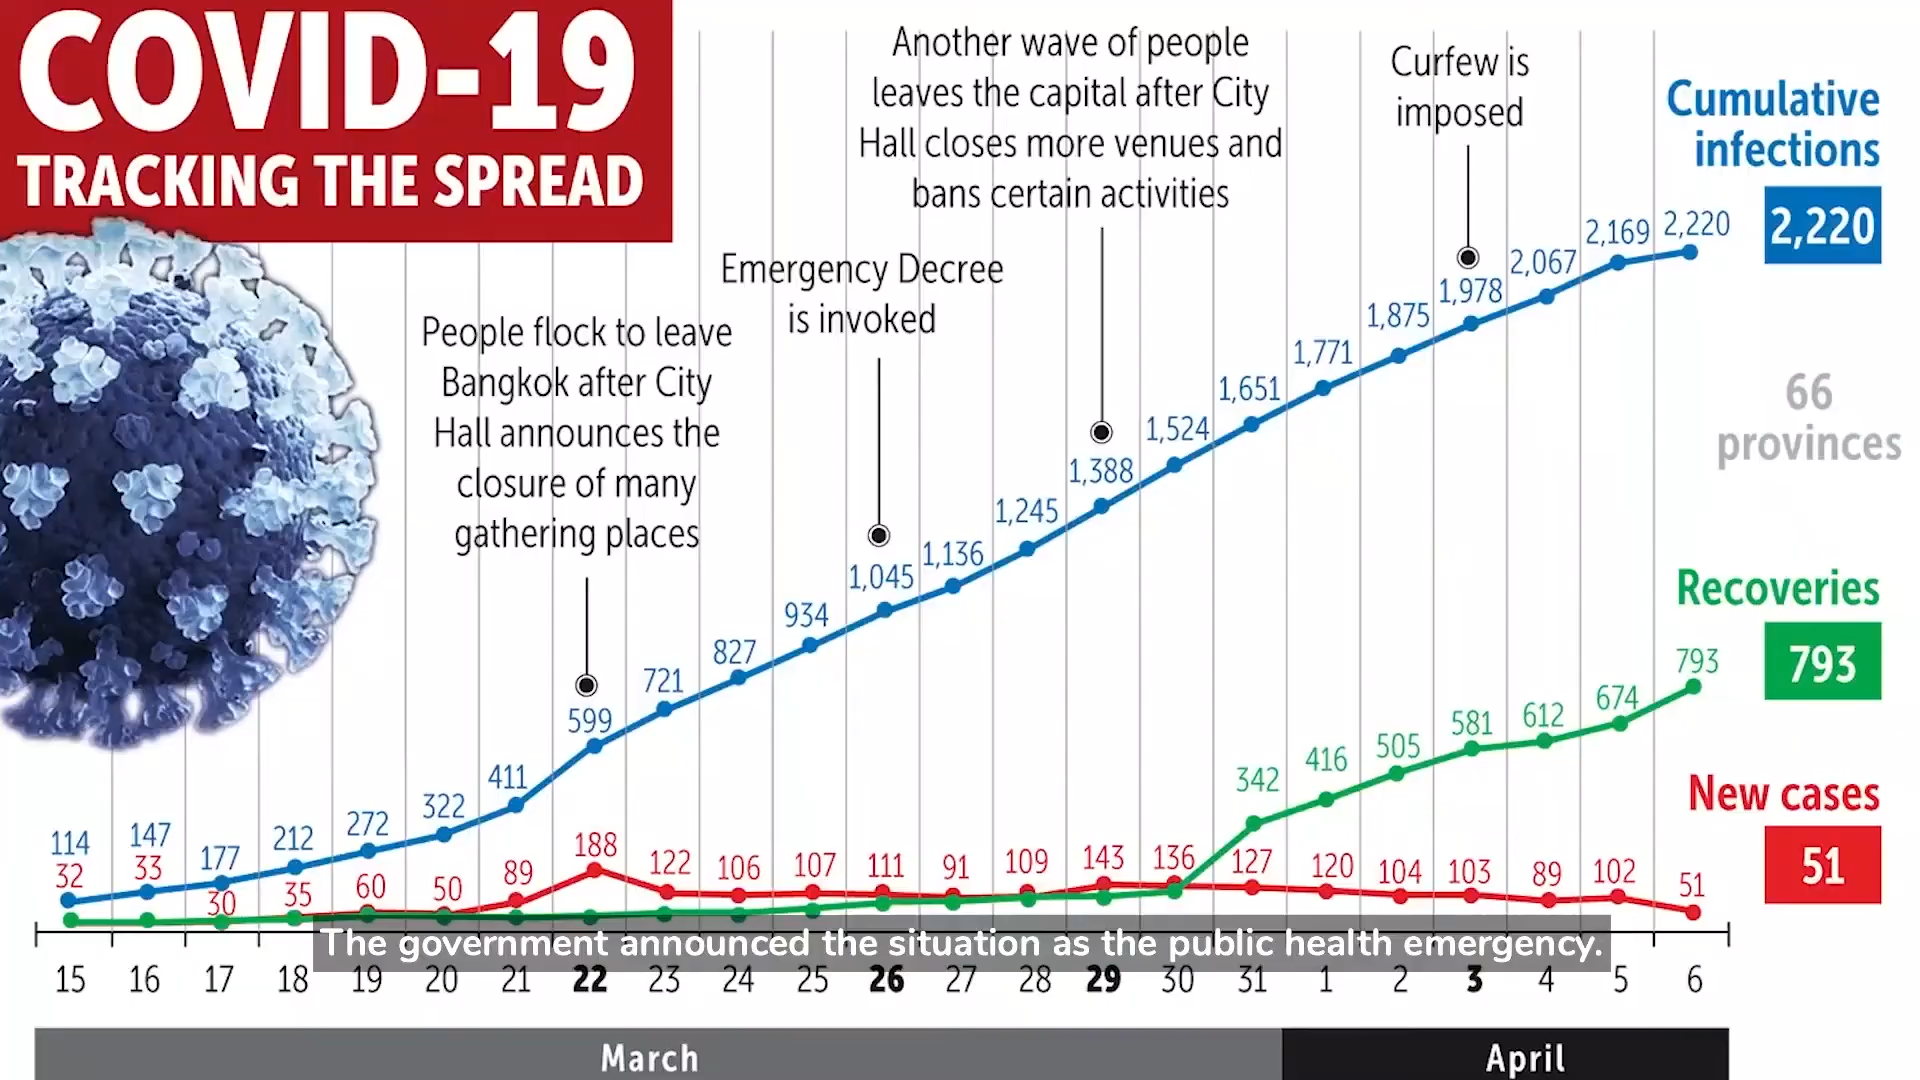 COVID-19
TRACKING THE SPREAD
People flock to leave
Bangkok after City
Hall announces the
closure of many
gathering places
Emergency Decree
is invoked
Another wave of people
leaves the capital after City
Hall closes more venues and
bans certain activities
Curfew is
imposed
Cumulative
infections
2,220
66
provinces
Recoveries
793
New cases
51
114 147 177 212 272 322 411 599 721 827 934 1,045 1,136 1,245 1,388 1,524 1,651 1,771 1,875 1,978 2,067 2,169 2,220
342 416 505 581 612 674 793
32 33 30 35 60 50 89 188 122 106 107 111 91 109 143 136 127 120 104 103 89 102 51
The government announced the situation as the public health emergency.
15 16 17 18 19 20 21 22 23 24 25 26 27 28 29 30 31 1 2 3 4 5 6
March April